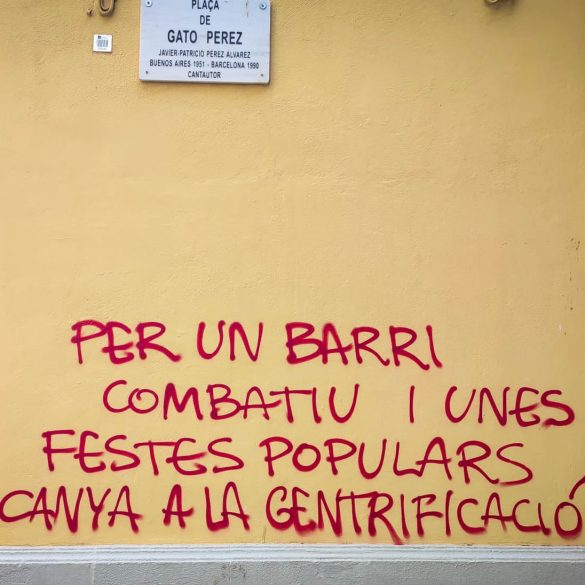 PLAÇA
DE
GATO PEREZ
JAVIER-PATRICIO PEREZ ALVAREZ
BUENOS AIRES 1951 - BARCELONA 1990
CANTAUTOR
PER UN BARRI
COMBATIU I UNES
FESTES POPULARS
CANYA A LA GENTRIFICACIÓ